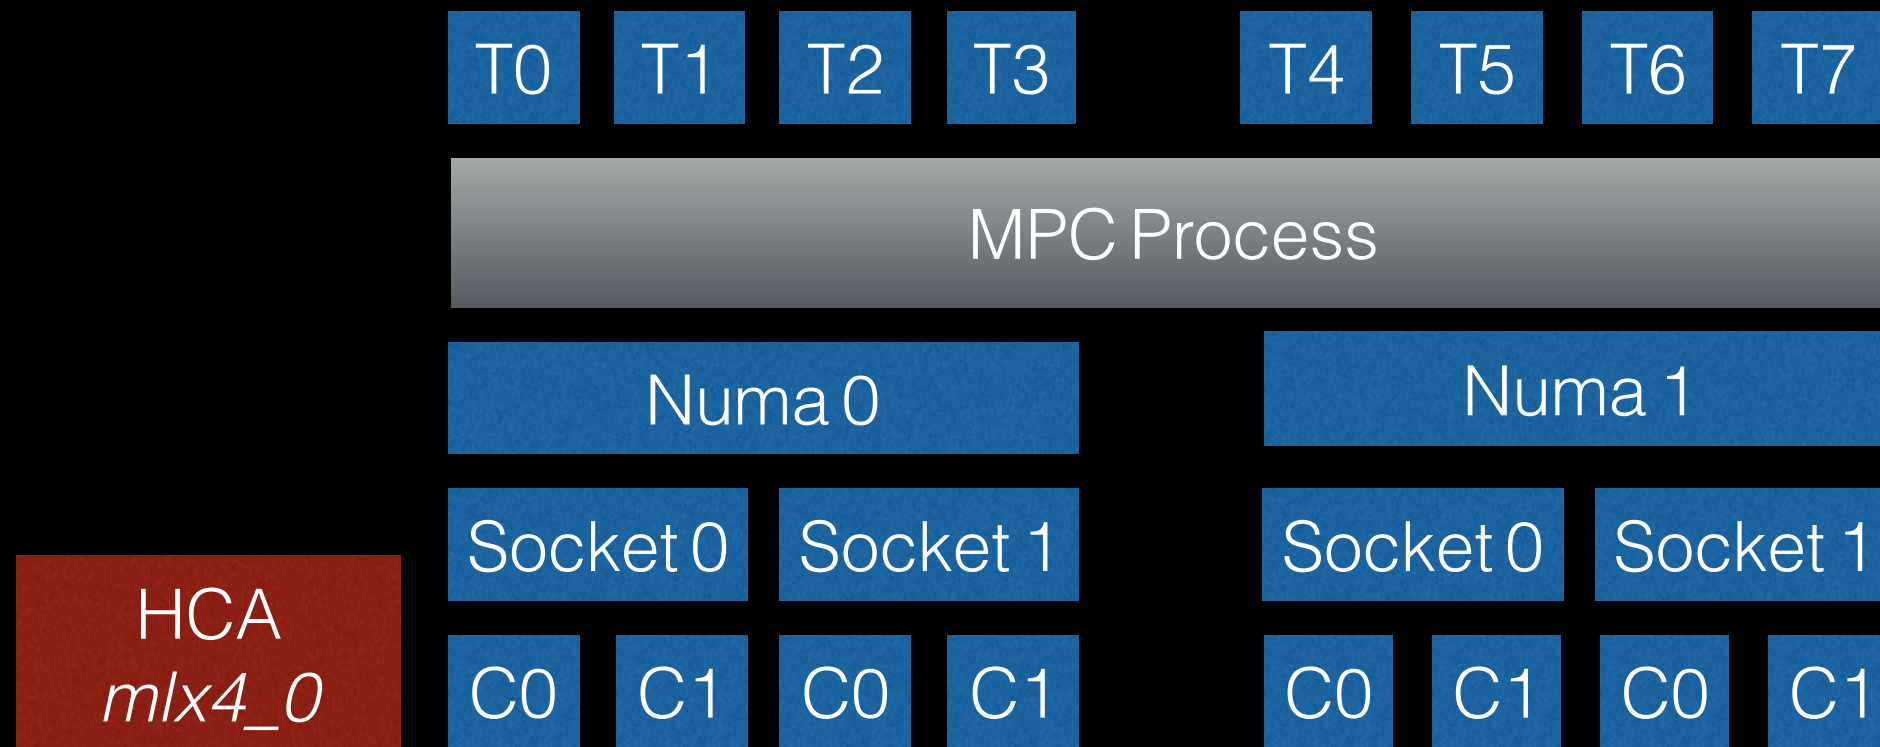 T0 T1 T2 T3 T4 T5 T6 T7
MPC Process
Numa 0 Numa 1
Socket 0 Socket 1 Socket 0 Socket 1
HCA
mlx4_0
C0 C1 C0 C1 C0 C1 C0 C1